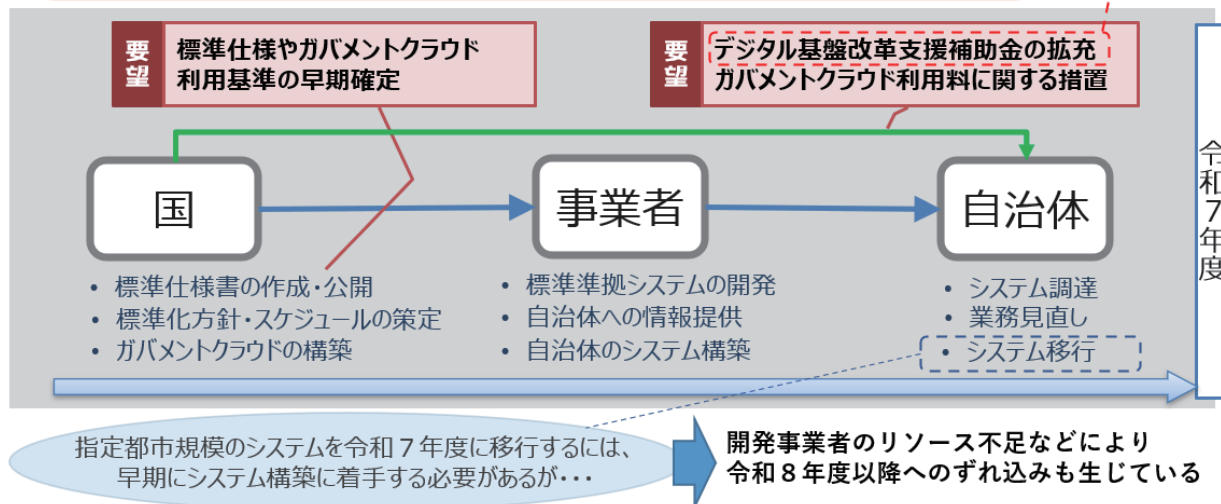 要望
標準仕様やガバメントクラウド
利用基準の早期確定
要望
デジタル基盤改革支援補助金の拡充
ガバメントクラウド利用料に関する措置
国
事業者
自治体
・標準仕様書の作成・公開
・標準化方針・スケジュールの策定
・ガバメントクラウドの構築
・標準準拠システムの開発
・自治体への情報提供
・自治体のシステム構築
・システム調達
・業務見直し
・システム移行
令和７年度
指定都市規模のシステムを令和７年度に移行するには、
早期にシステム構築に着手する必要があるが・・・
開発事業者のリソース不足などにより
令和８年度以降へのずれ込みも生じている